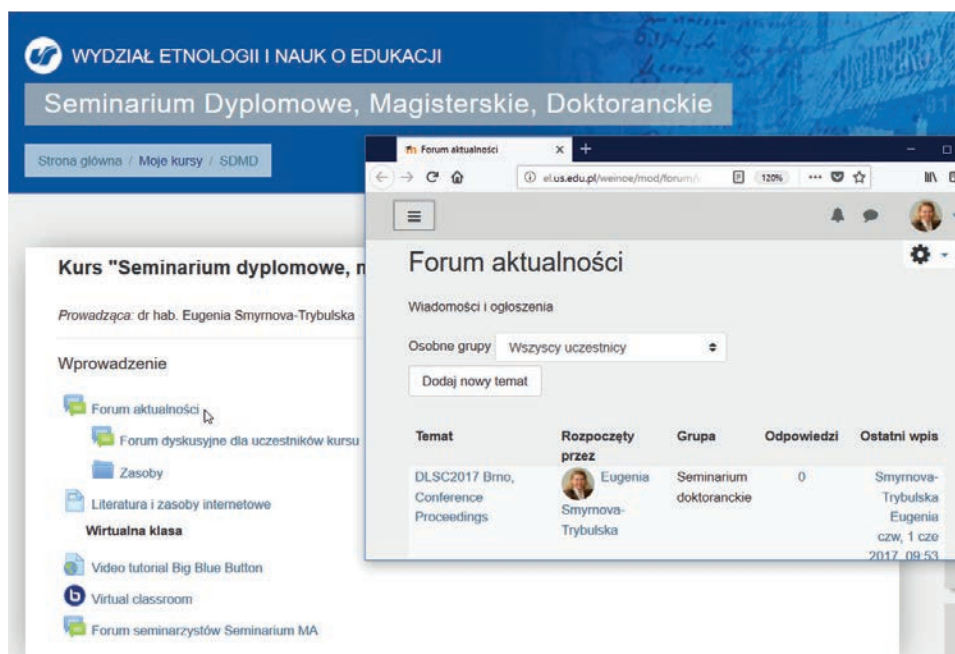 WYDZIAŁ ETNOLOGII I NAUK O EDUKACJI
Seminarium Dyplomowe, Magisterskie, Doktoranckie
Strona główna / Moje kursy / SDMD
Kurs "Seminarium dyplomowe,
Prowadząca: dr hab. Eugenia Smyrnova-Trybulska
Wprowadzenie
Forum aktualności
Forum dyskusyjne dla uczestników kursu
Zasoby
Literatura i zasoby internetowe
Wirtualna klasa
Video tutorial Big Blue Button
Virtual classroom
Forum seminarzystów Seminarium MA
Forum aktualności
el.us.edu.pl/weinoe/mod/forum/
120%
Forum aktualności
Wiadomości i ogłoszenia
Osobne grupy Wszyscy uczestnicy
Dodaj nowy temat
Temat Rozpoczęty przez Grupa Odpowiedzi Ostatni wpis
DLSC2017 Brno, Conference Proceedings
Eugenia Smyrnova-Trybulska
Seminarium doktoranckie
0
Smyrnova-Trybulska Eugenia
czw, 1 cze 2017, 09:53